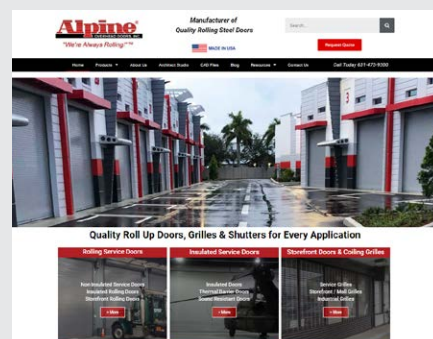 Alpine
OVERHEAD DOORS, INC.
"We're Always Rolling!"™
Manufacturer of
Quality Rolling Steel Doors
MADE IN USA
Search...
Request Quote
Home
Products
About Us
Architect Studio
CAD Files
Blog
Resources
Contact Us
Call Today 631-473-9300
3
Quality Roll Up Doors, Grilles & Shutters for Every Application
Rolling Service Doors
Non-Insulated Service Doors
Insulated Rolling Doors
Storefront Rolling Doors
> More
Insulated Service Doors
Insulated Doors
Thermal Barrier Doors
Sound Resistant Doors
> More
Storefront Doors & Coiling Grilles
Service Grilles
Storefront / Mall Grilles
Industrial Grilles
> More